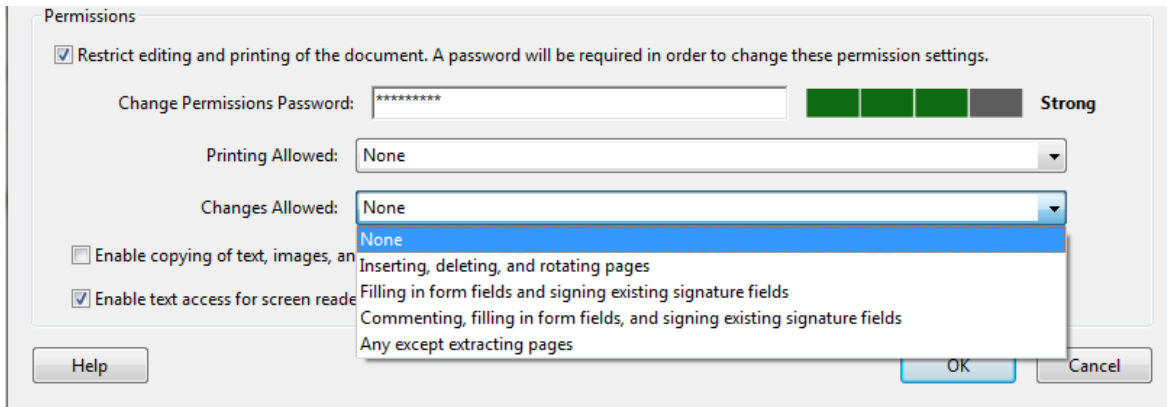 Permissions
Restrict editing and printing of the document. A password will be required in order to change these permission settings.
Change Permissions Password: ********* Strong
Printing Allowed: None
Changes Allowed: None
None
Enable copying of text, images, an
Inserting, deleting, and rotating pages
Filling in form fields and signing existing signature fields
Enable text access for screen reade
Commenting, filling in form fields, and signing existing signature fields
Any except extracting pages
Help OK Cancel